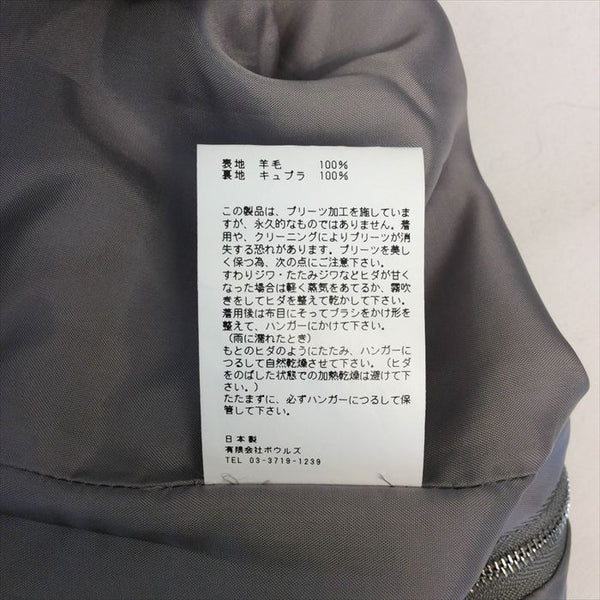 表地 羊毛 100%
裏地 キュプラ 100%
この製品は、プリーツ加工を施しています
が、永久的なものではありません。着
用や、クリーニングによりプリーツが消
失する恐れがあります。プリーツを美し
く保つ為、次の点にご注意下さい。
すわりジワ・たたみジワなどヒダが甘く
なった場合は軽く蒸気をあてるか、霧吹
きをしてヒダを整えて乾かして下さい。
着用後は布目にそってブラシをかけ形を
整えて、ハンガーにかけて下さい。
(雨に濡れたとき)
もとのヒダのようにたたみ、ハンガーに
つるして自然乾燥させて下さい。(ヒダ
をのばした状態での加熱乾燥は避けて下
さい。)
たたまずに、必ずハンガーにつるして保
管して下さい。
日本製
有限会社ボウルズ
TEL 03-3719-1239